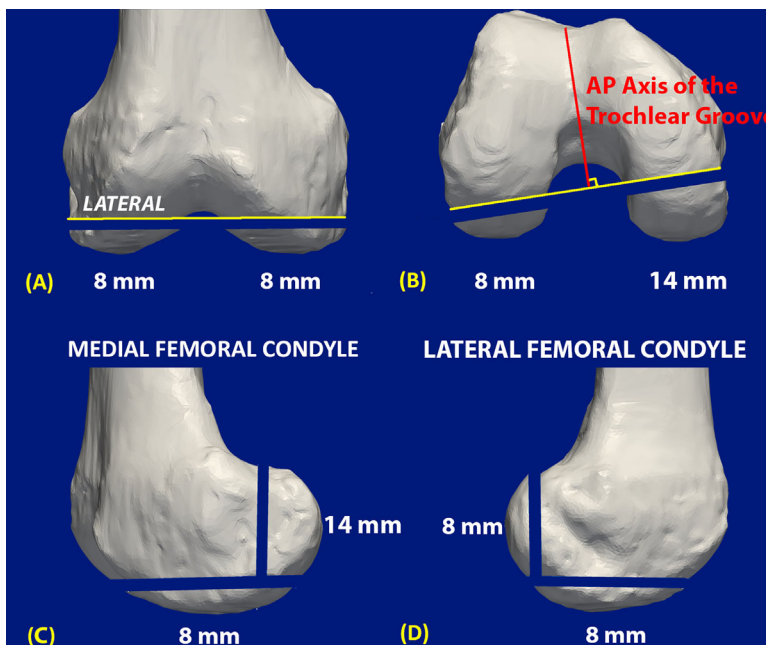 AP Axis of the
Trochlear Groove
LATERAL
(A)
8 mm
8 mm
(B)
8 mm
14 mm
MEDIAL FEMORAL CONDYLE
LATERAL FEMORAL CONDYLE
14 mm
8 mm
(C)
8 mm
(D)
8 mm